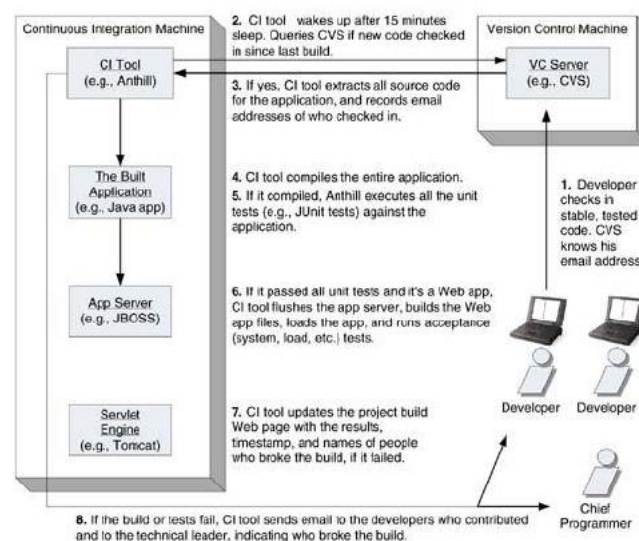 Continuous Integration Machine
CI Tool
(e.g., Anthill)
The Built
Application
(e.g., Java app)
App Server
(e.g., JBOSS)
Servlet
Engine
(e.g., Tomcat)
2. CI tool wakes up after 15 minutes
sleep. Queries CVS if new code checked
in since last build.
3. If yes, CI tool extracts all source code
for the application, and records email
addresses of who checked in.
4. CI tool compiles the entire application.
5. If it compiled, Anthill executes all the unit
tests (e.g., JUnit tests) against the
application.
6. If it passed all unit tests and it's a Web app,
CI tool flushes the app server, builds the Web
app files, loads the app, and runs acceptance
(system, load, etc.) tests.
7. CI tool updates the project build
Web page with the results,
timestamp, and names of people
who broke the build, if it failed.
Version Control Machine
VC Server
(e.g., CVS)
1. Developer
checks in
stable, tested
code. CVS
knows his
email address
Developer
Developer
Chief
Programmer
8. If the build or tests fail, CI tool sends email to the developers who contributed
and to the technical leader, indicating who broke the build.